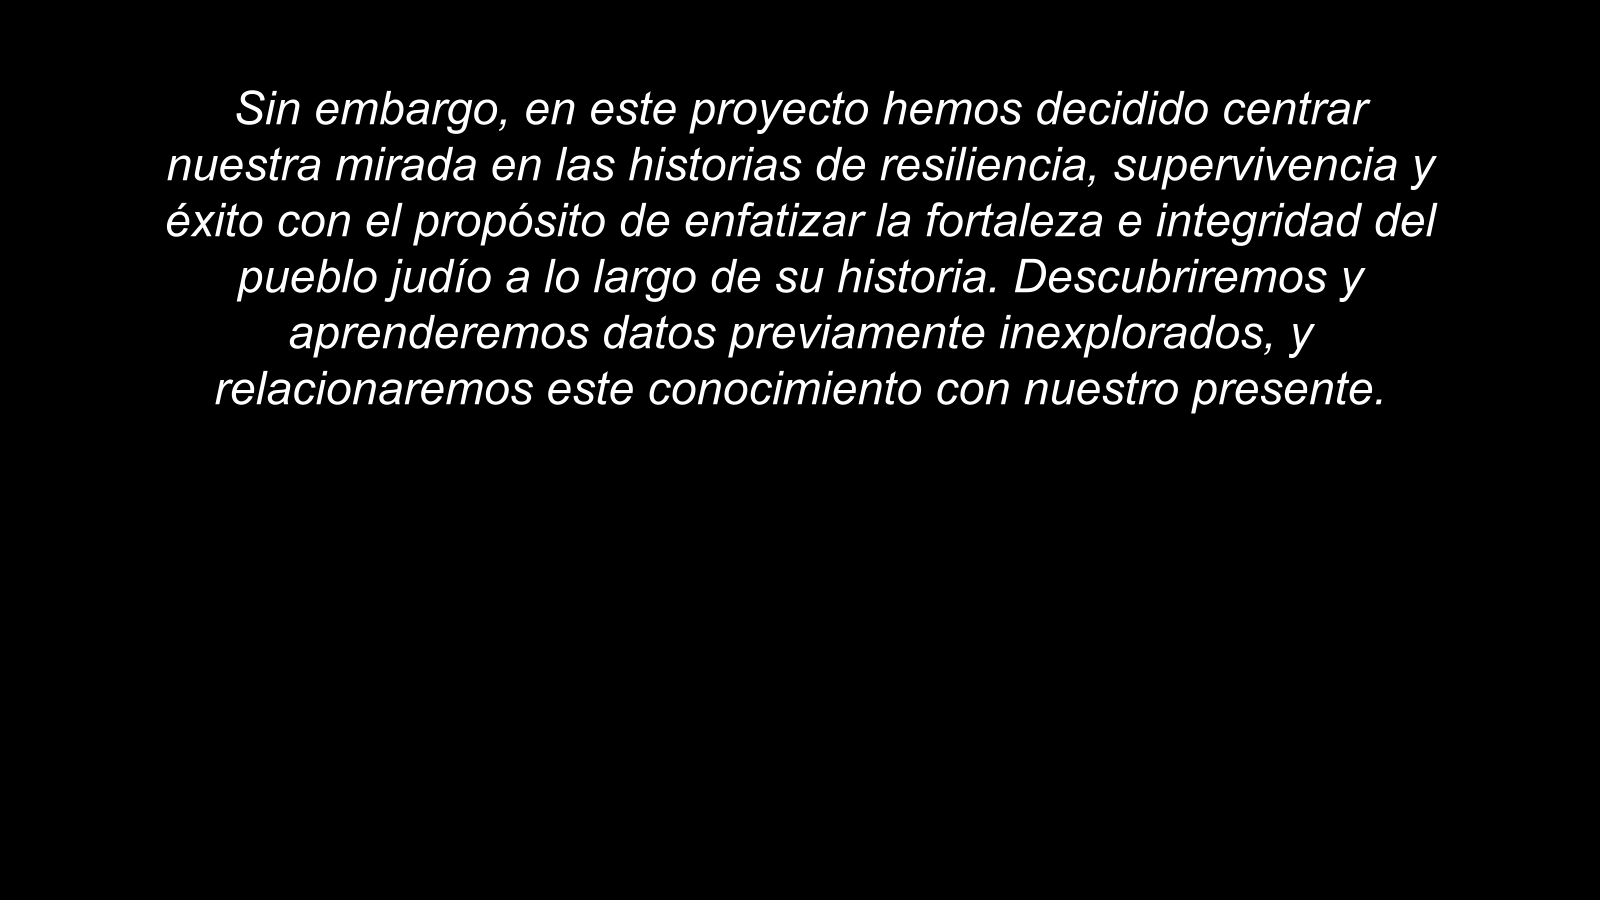 Sin embargo, en este proyecto hemos decidido centrar
nuestra mirada en las historias de resiliencia, supervivencia y
éxito con el propósito de enfatizar la fortaleza e integridad del
pueblo judío a lo largo de su historia. Descubriremos y
aprenderemos datos previamente inexplorados, y
relacionaremos este conocimiento con nuestro presente.